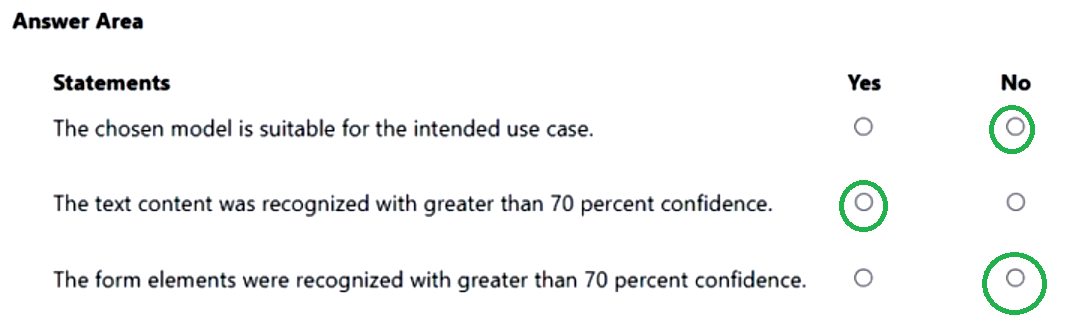 Answer Area
Statements Yes No
The chosen model is suitable for the intended use case.
The text content was recognized with greater than 70 percent confidence.
The form elements were recognized with greater than 70 percent confidence.